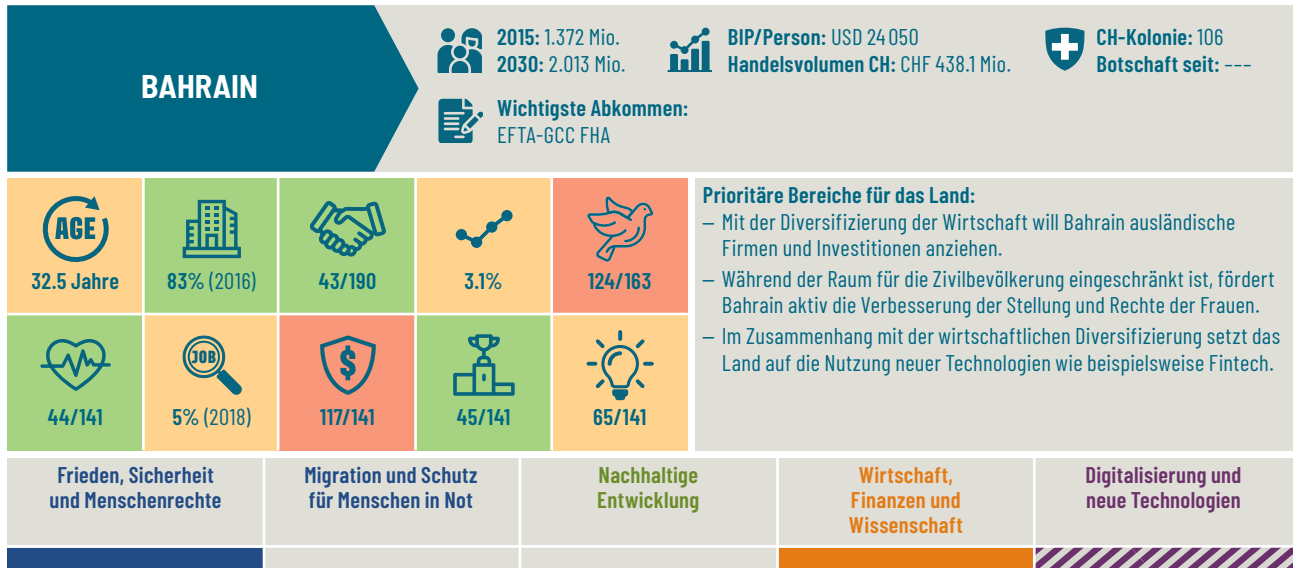 BAHRAIN
2015: 1.372 Mio.
2030: 2.013 Mio.
BIP/Person: USD 24 050
Handelsvolumen CH: CHF 438.1 Mio.
CH-Kolonie: 106
Botschaft seit: –––
Wichtigste Abkommen:
EFTA-GCC FHA
AGE
32.5 Jahre
83% (2016)
43/190
3.1%
124/163
JOB
$
44/141
5% (2018)
117/141
45/141
65/141
Prioritäre Bereiche für das Land:
– Mit der Diversifizierung der Wirtschaft will Bahrain ausländische
Firmen und Investitionen anziehen.
– Während der Raum für die Zivilbevölkerung eingeschränkt ist, fördert
Bahrain aktiv die Verbesserung der Stellung und Rechte der Frauen.
– Im Zusammenhang mit der wirtschaftlichen Diversifizierung setzt das
Land auf die Nutzung neuer Technologien wie beispielsweise Fintech.
Frieden, Sicherheit
und Menschenrechte
Migration und Schutz
für Menschen in Not
Nachhaltige
Entwicklung
Wirtschaft,
Finanzen und
Wissenschaft
Digitalisierung und
neue Technologien